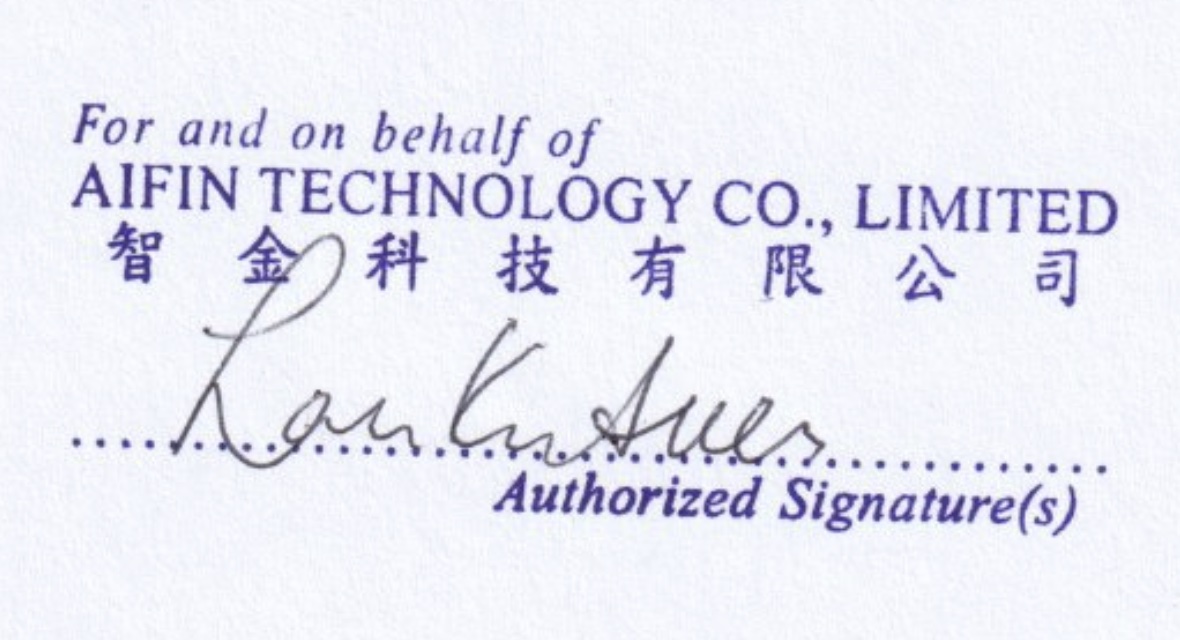 For and on behalf of
AIFIN TECHNOLOGY CO., LIMITED
智金科技有限公司
Authorized Signature(s)